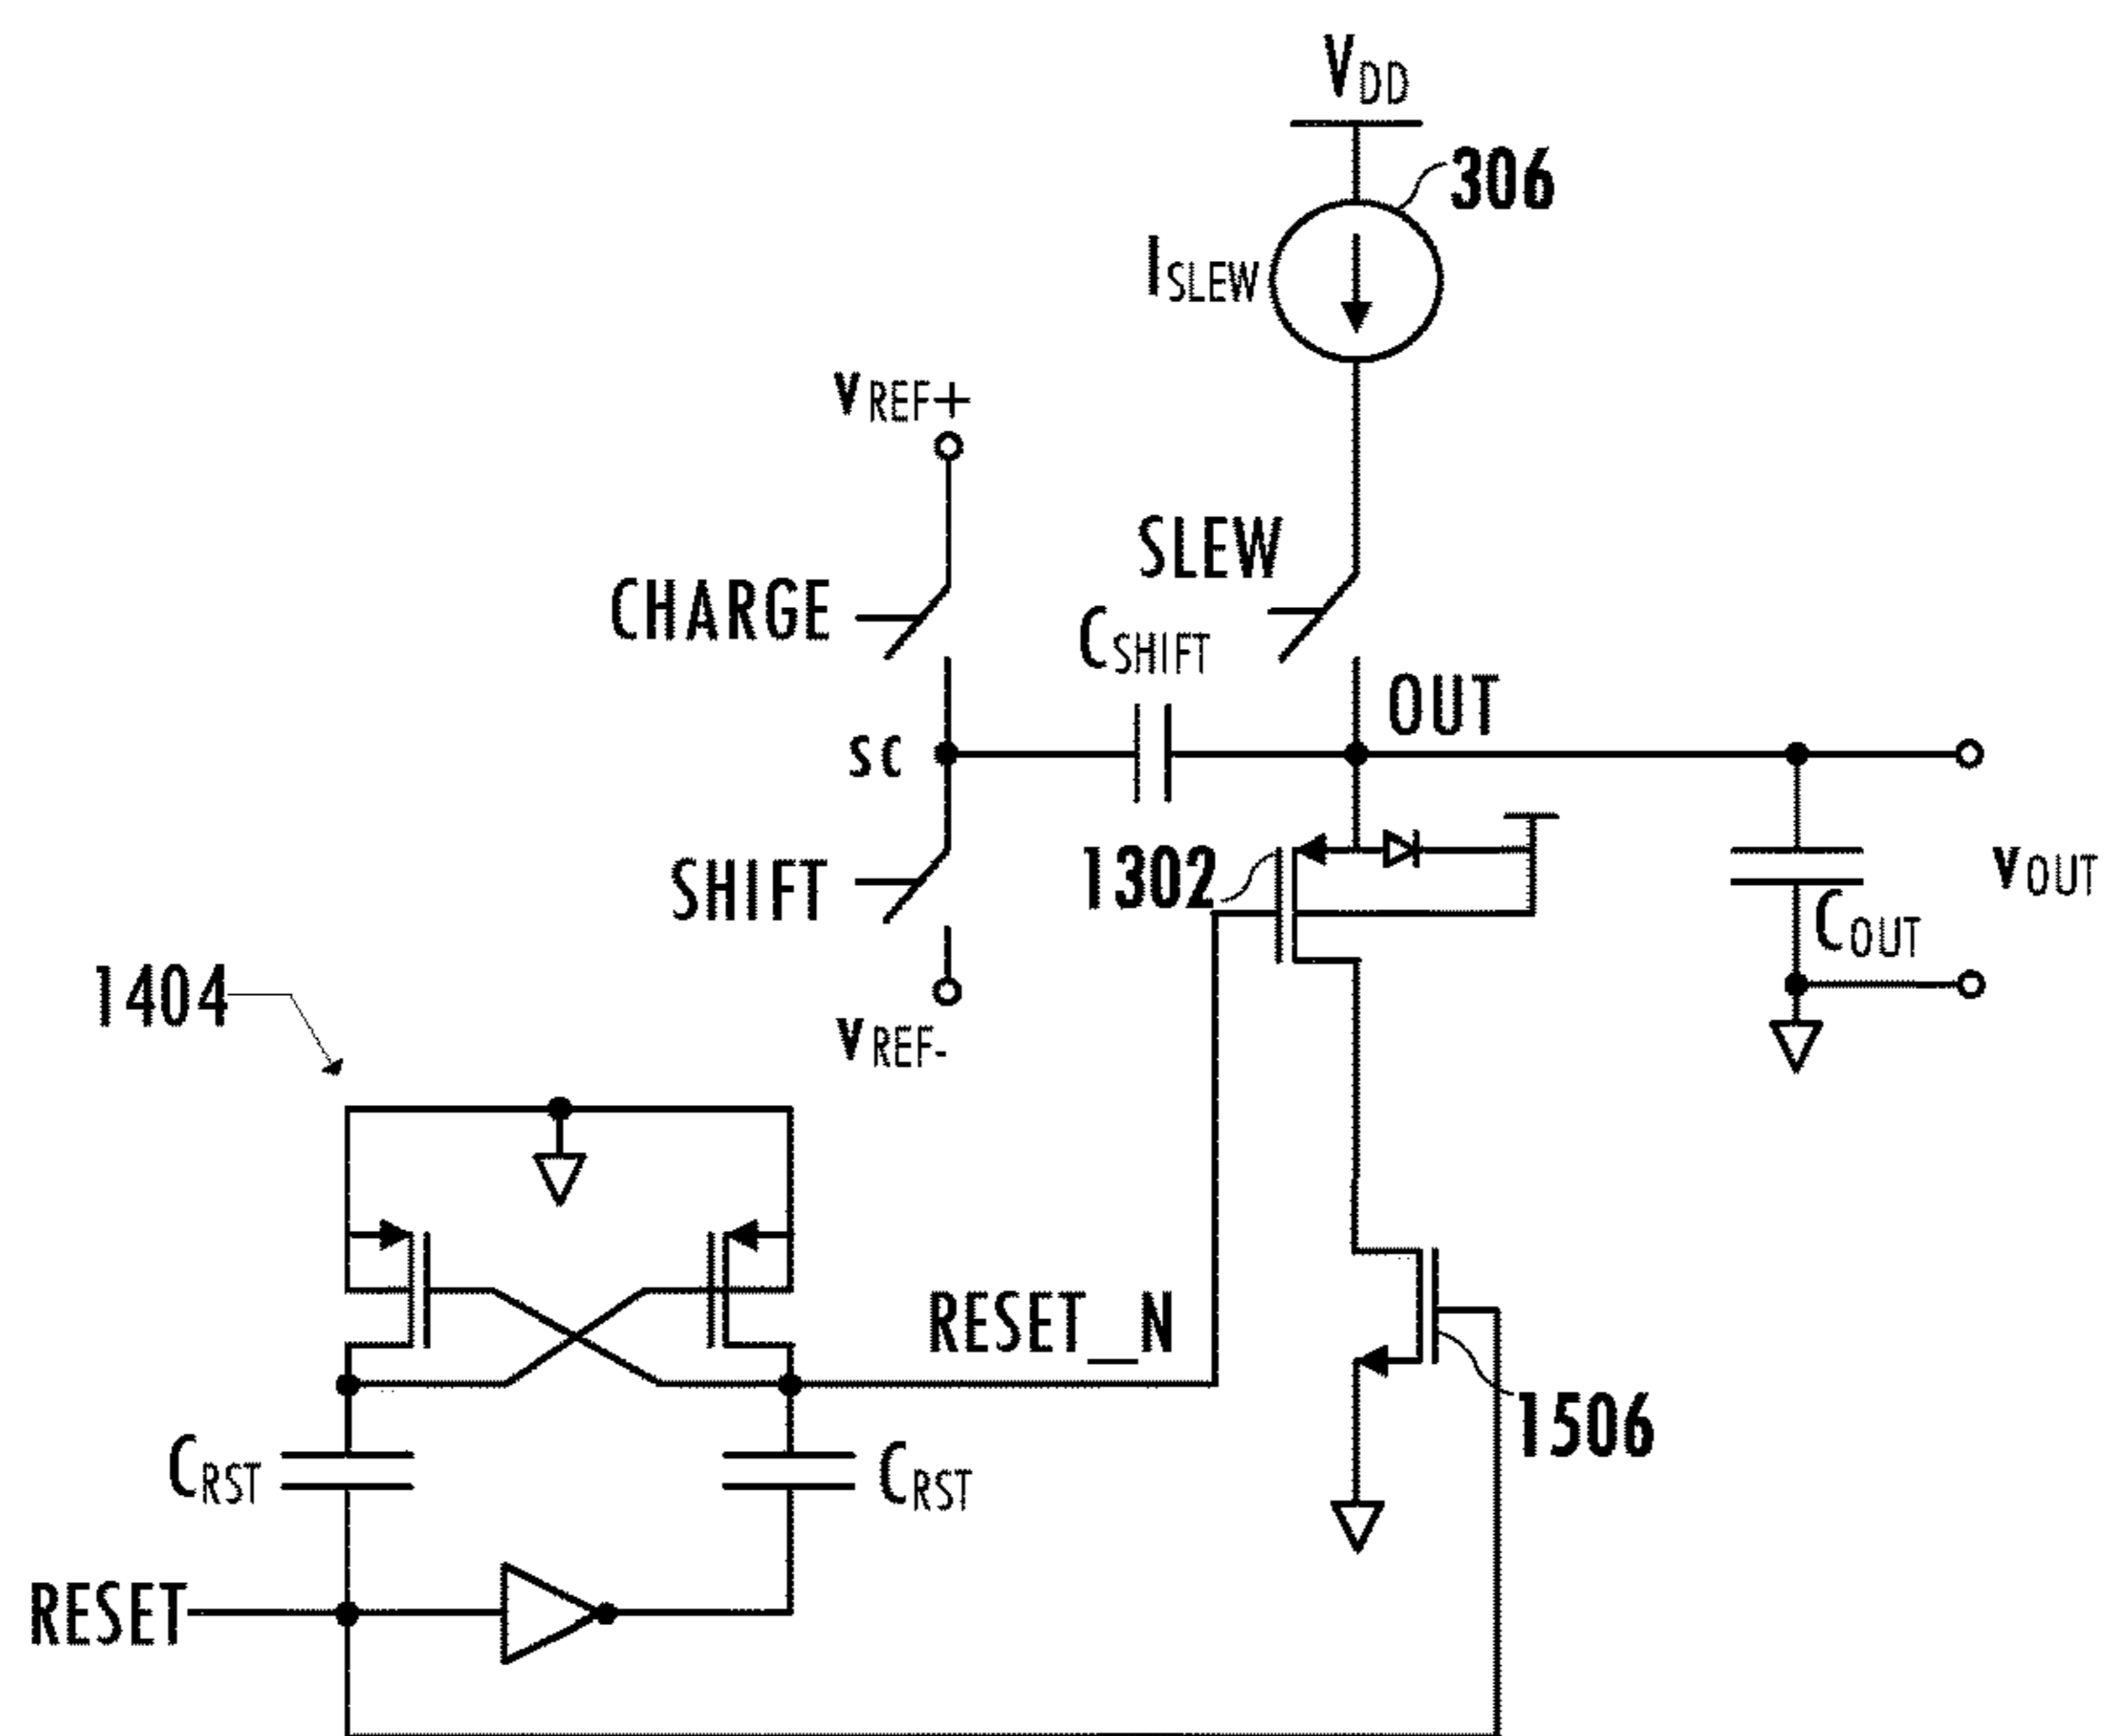 VDD
306
ISLEW
vREF+
SLEW
CHARGE
CSHIFT
OUT
sc
SHIFT
1302
vOUT
COUT
1404
vREF-
RESET_N
1506
CRST
CRST
RESET